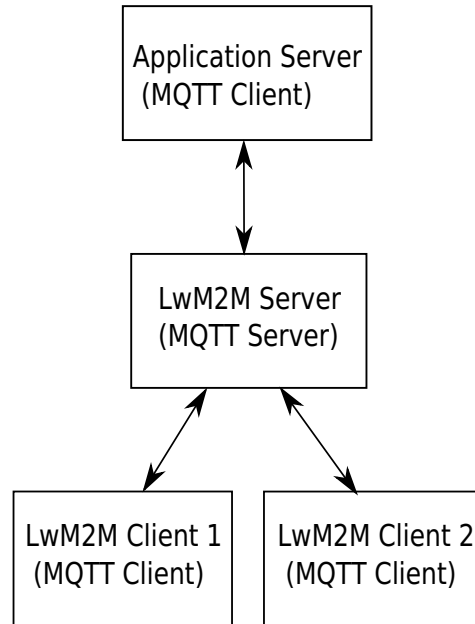 Application Server
(MQTT Client)
LwM2M Server
(MQTT Server)
LwM2M Client 1
(MQTT Client)
LwM2M Client 2
(MQTT Client)